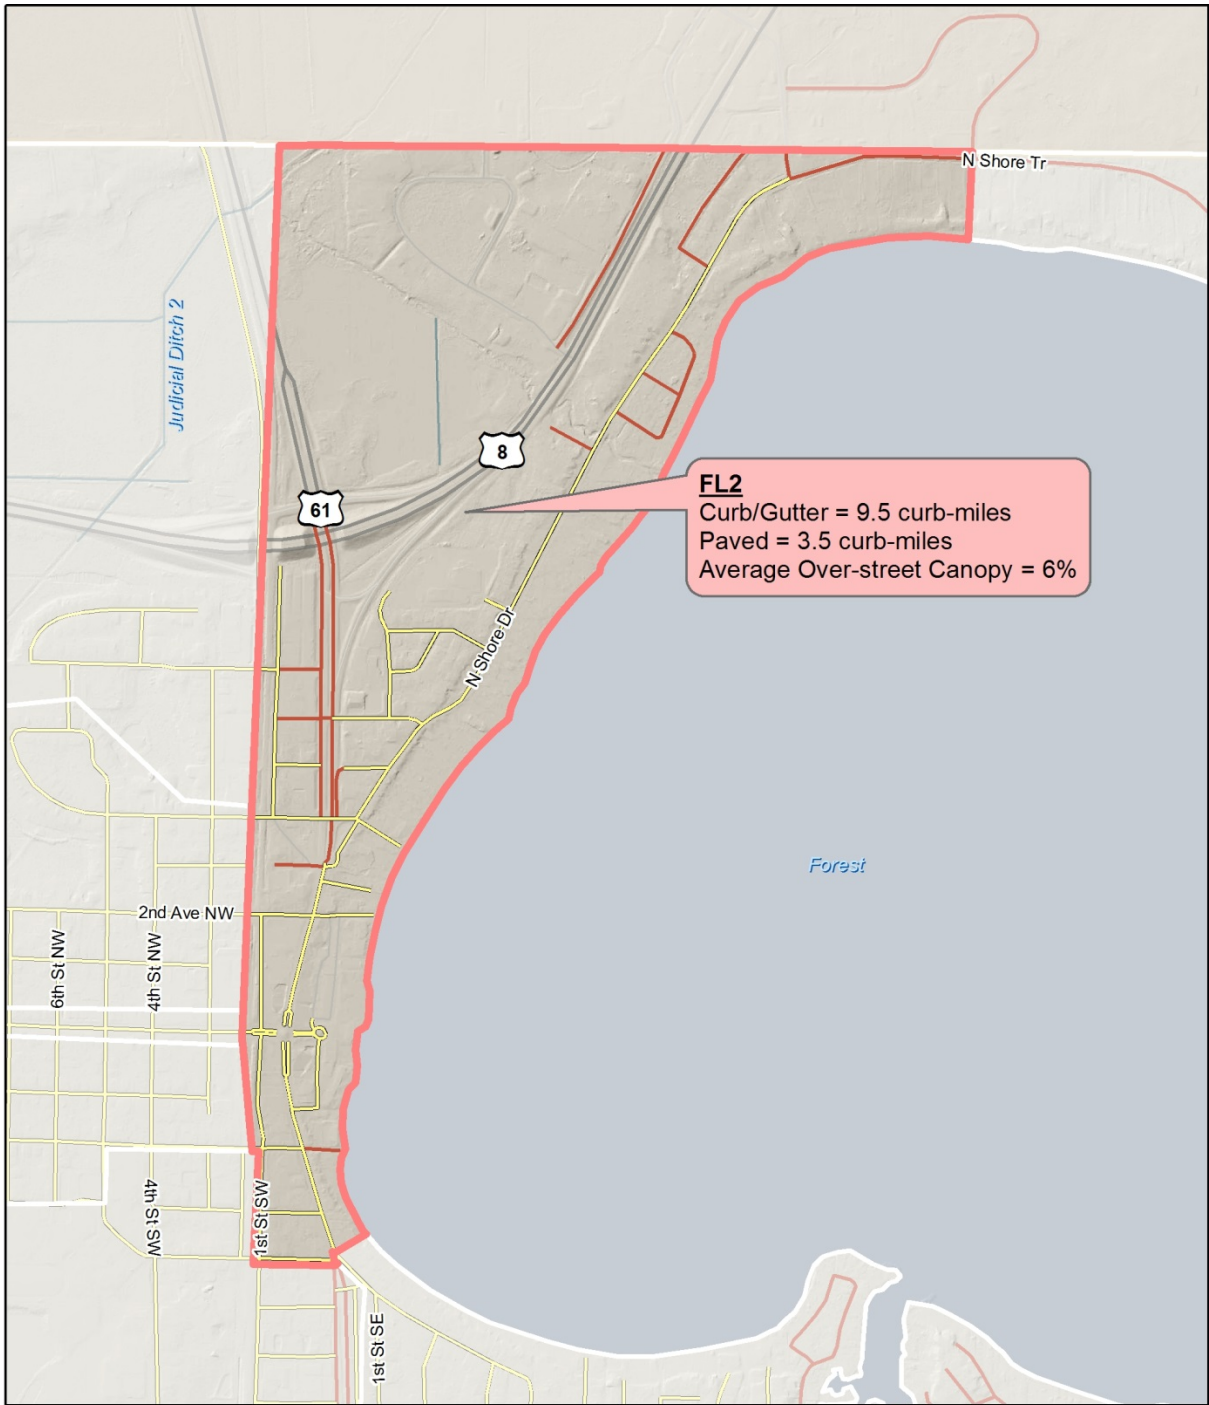 N Shore Tr
Judicial Ditch 2
8
61
FL2
Curb/Gutter = 9.5 curb-miles
Paved = 3.5 curb-miles
Average Over-street Canopy = 6%
N Shore Dr
Forest
2nd Ave NW
6th St NW
4th St NW
4th St SW
1st St SW
1st St SE